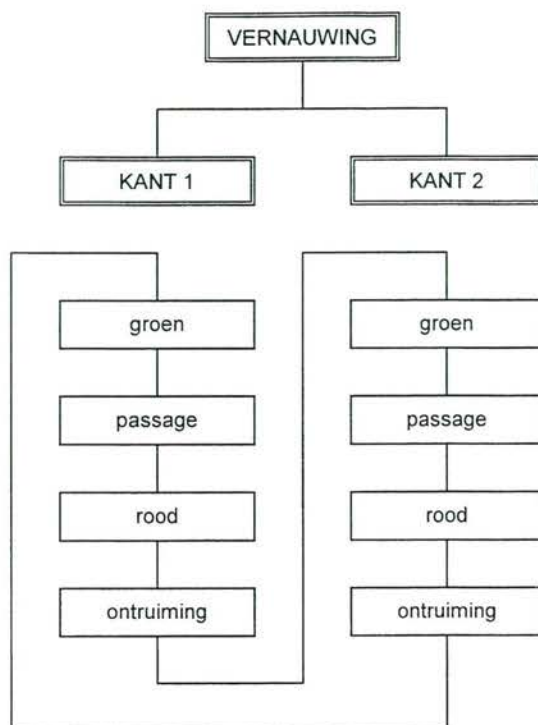 VERNAUWING
KANT 1
KANT 2
groen
passage
rood
ontruiming
groen
passage
rood
ontruiming